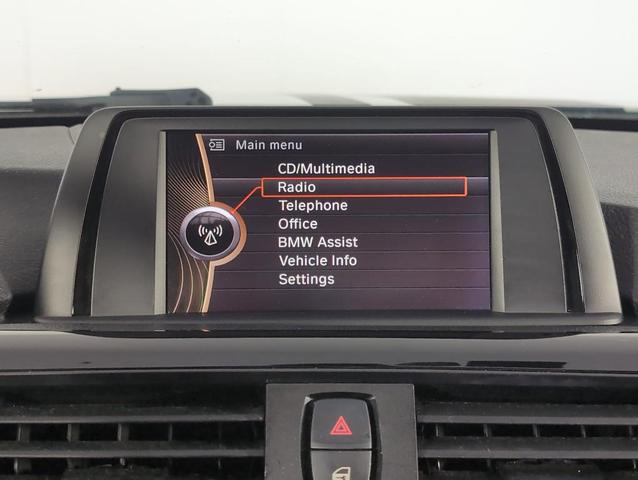 Main menu
CD/Multimedia
Radio
Telephone
Office
BMW Assist
Vehicle Info
Settings